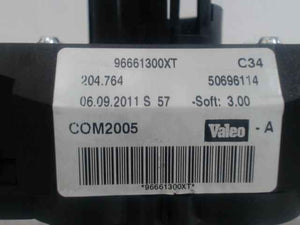 96661300XT C34
204.764 50696114
06.09.2011 S 57 -Soft: 3.00
COM2005 Valeo - A
*96661300XT*